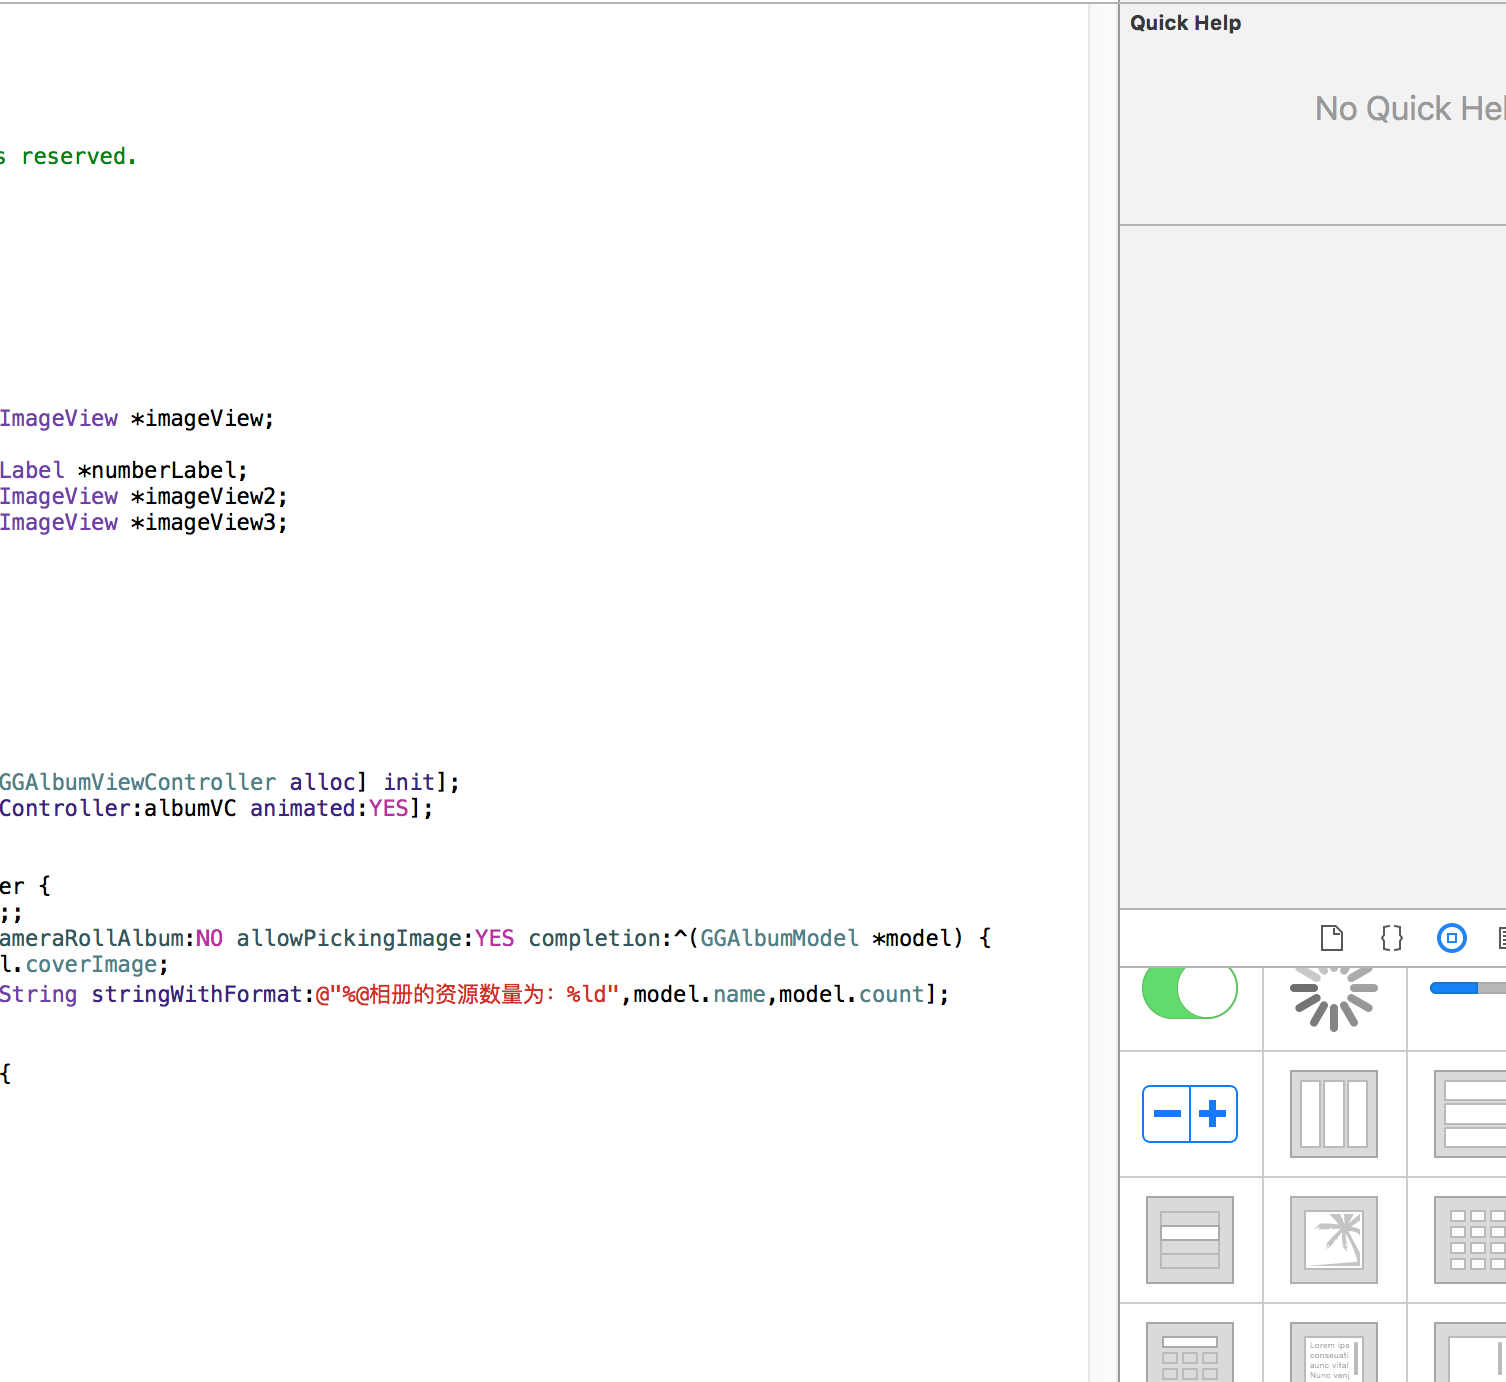 Quick Help
No Quick Hel
s reserved.
ImageView *imageView;
Label *numberLabel;
ImageView *imageView2;
ImageView *imageView3;
GGAlbumViewController alloc] init];
Controller:albumVC animated:YES];
er {
;;
ameraRollAlbum:NO allowPickingImage:YES completion:^(GGAlbumModel *model) {
l.coverImage;
String stringWithFormat:@"%@相册的资源数量为：%ld",model.name,model.count];
{
Lorem ips
conseuati
aunc vital
Nunc venj